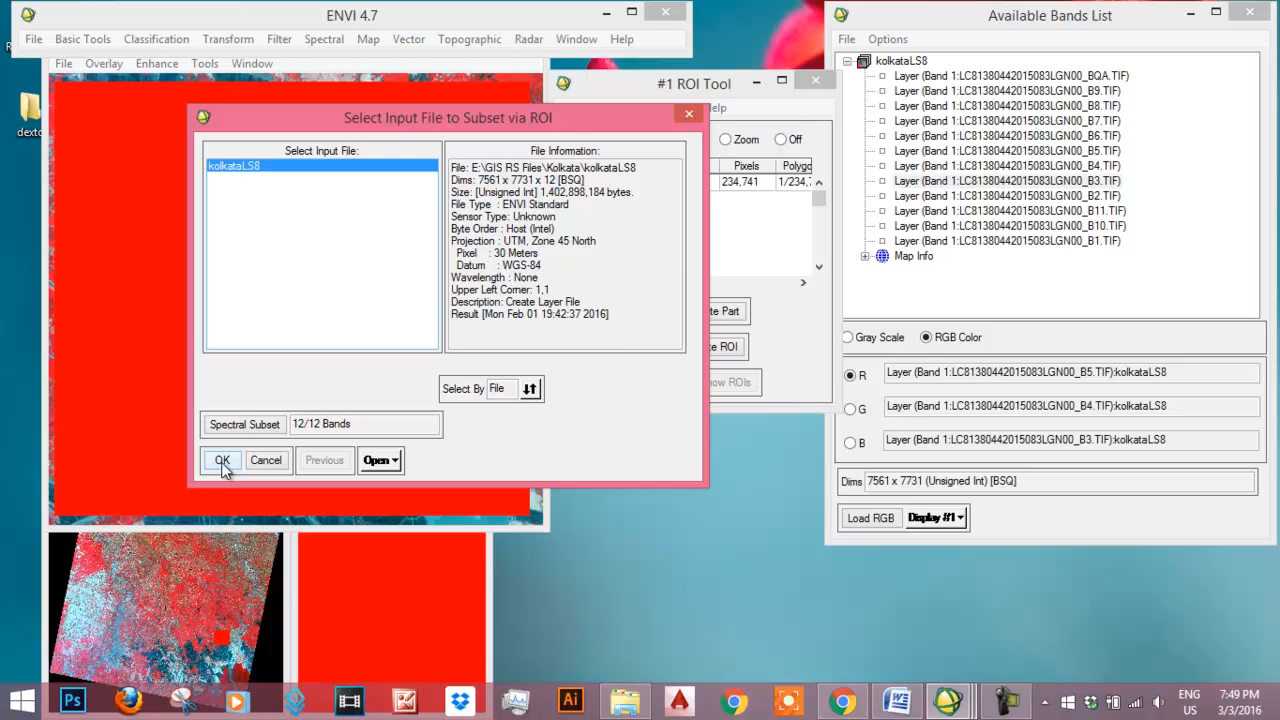 ENVI 4.7
File Basic Tools Classification Transform Filter Spectral Map Vector Topographic Radar Window Help
File Overlay Enhance Tools Window
#1 ROI Tool
Zoom Off
Pixels Polygo
234,741 1/234,7
Select Input File to Subset via ROI
Select Input File:
kolkataLS8
File Information:
File: E:\GIS RS Files\Kolkata\kolkataLS8
Dims: 7561 x 7731 x 12 [BSQ]
Size: [Unsigned Int] 1,402,898,184 bytes.
File Type : ENVI Standard
Sensor Type: Unknown
Byte Order : Host (Intel)
Projection : UTM, Zone 45 North
Pixel : 30 Meters
Datum : WGS-84
Wavelength : None
Upper Left Corner: 1,1
Description: Create Layer File
Result [Mon Feb 01 19:42:37 2016]
Select By File
Spectral Subset 12/12 Bands
OK Cancel Previous Open
Available Bands List
File Options
kolkataLS8
Layer (Band 1:LC81380442015083LGN00_BQA.TIF)
Layer (Band 1:LC81380442015083LGN00_B9.TIF)
Layer (Band 1:LC81380442015083LGN00_B8.TIF)
Layer (Band 1:LC81380442015083LGN00_B7.TIF)
Layer (Band 1:LC81380442015083LGN00_B6.TIF)
Layer (Band 1:LC81380442015083LGN00_B5.TIF)
Layer (Band 1:LC81380442015083LGN00_B4.TIF)
Layer (Band 1:LC81380442015083LGN00_B3.TIF)
Layer (Band 1:LC81380442015083LGN00_B2.TIF)
Layer (Band 1:LC81380442015083LGN00_B11.TIF)
Layer (Band 1:LC81380442015083LGN00_B10.TIF)
Layer (Band 1:LC81380442015083LGN00_B1.TIF)
Map Info
Gray Scale RGB Color
R Layer (Band 1:LC81380442015083LGN00_B5.TIF):kolkataLS8
G Layer (Band 1:LC81380442015083LGN00_B4.TIF):kolkataLS8
B Layer (Band 1:LC81380442015083LGN00_B3.TIF):kolkataLS8
Dims 7561 x 7731 (Unsigned Int) [BSQ]
Load RGB Display #1
Part
ROI
ROIs
Ps
Ai
ENG
US
7:49 PM
3/3/2016